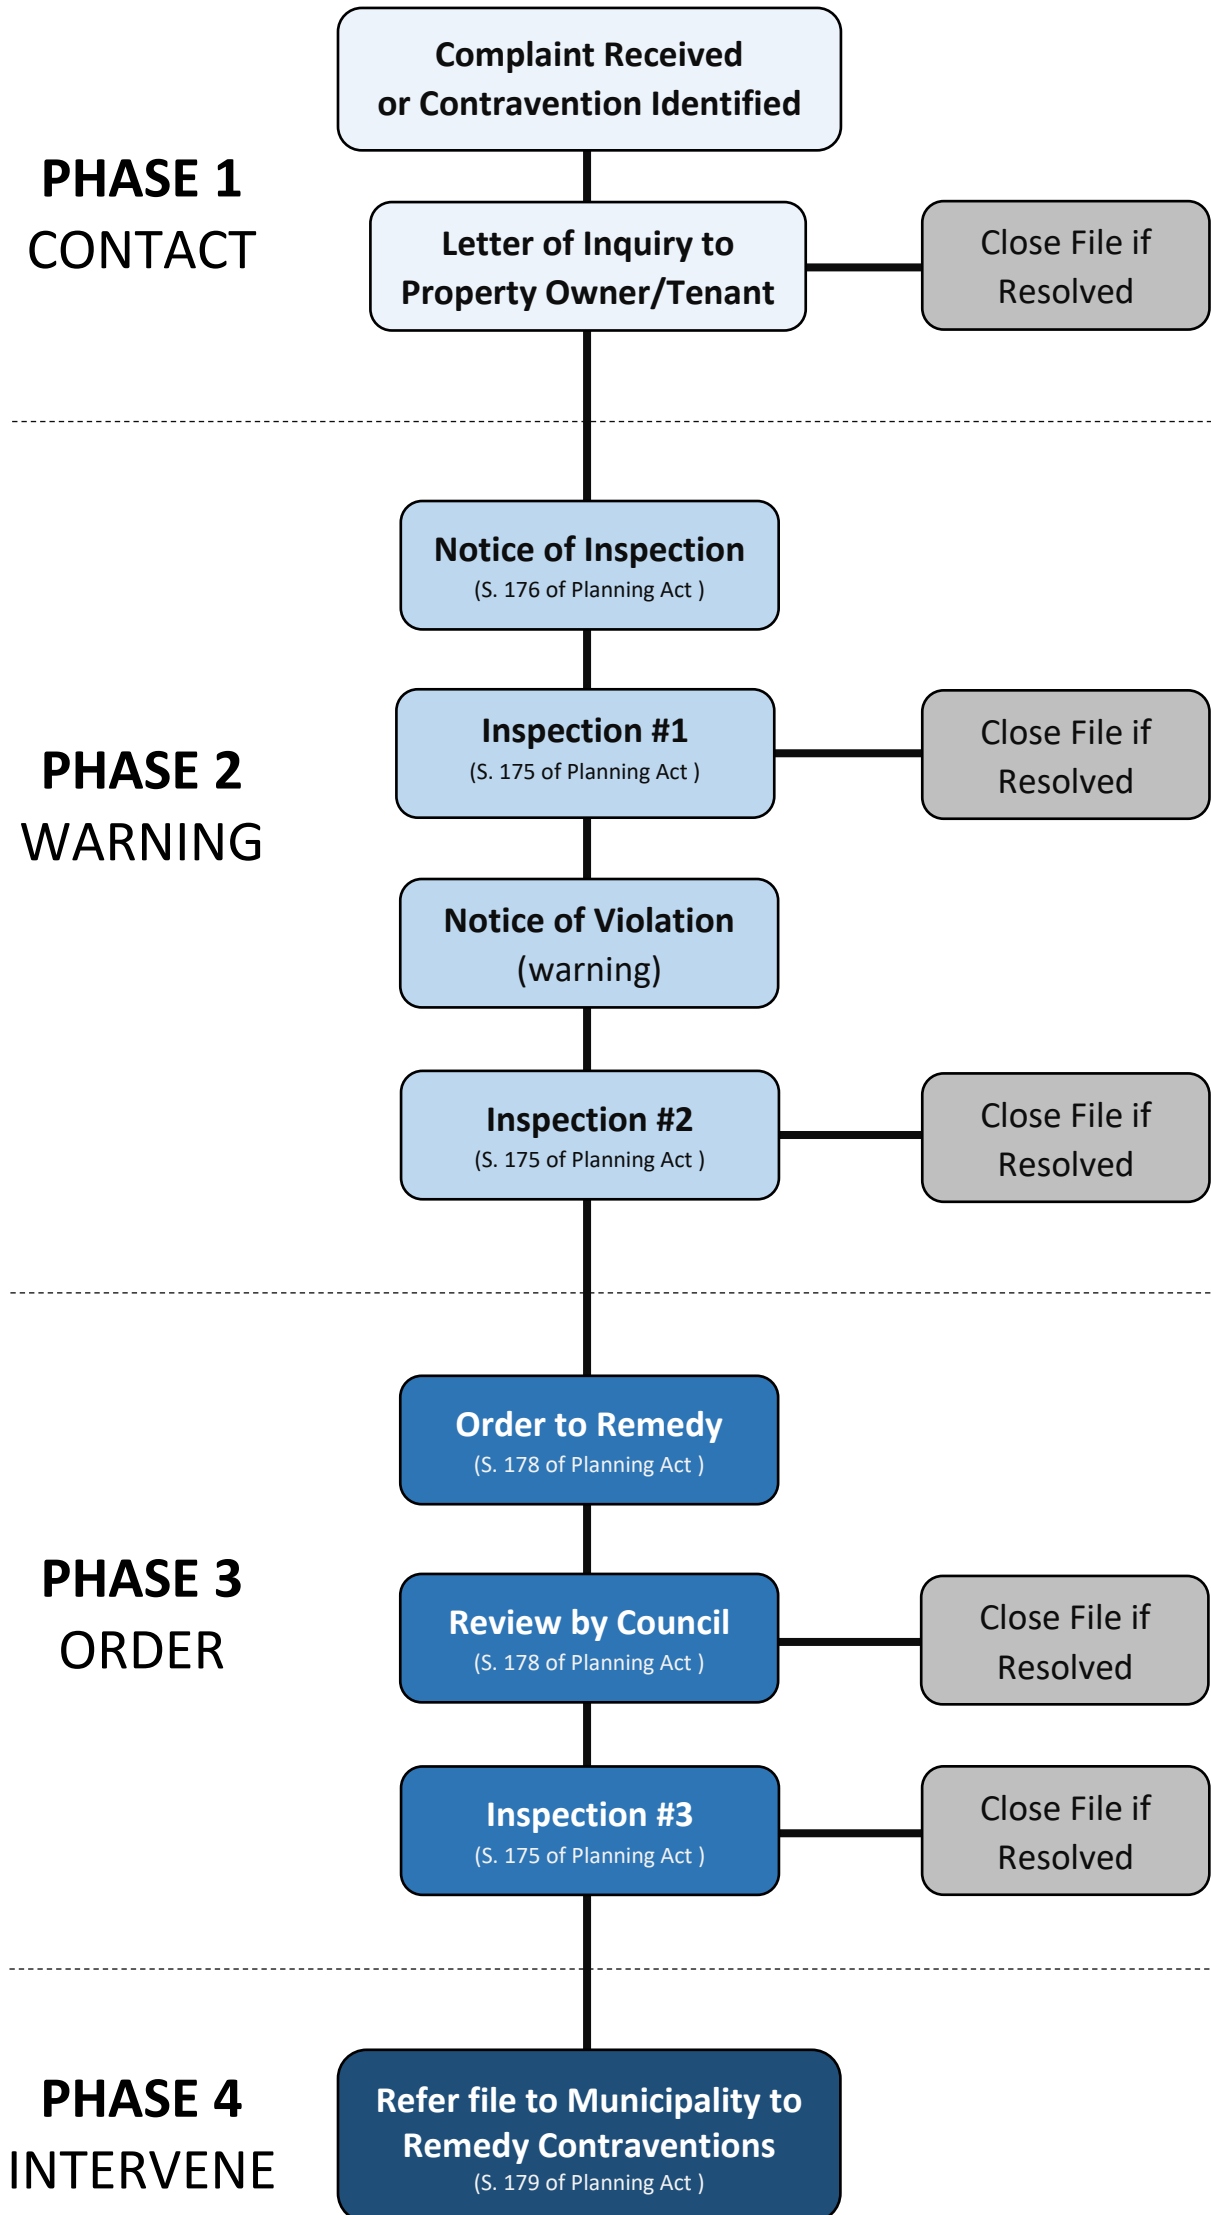 Complaint Received
or Contravention Identified
PHASE 1
CONTACT
Letter of Inquiry to
Property Owner/Tenant
Close File if
Resolved
Notice of Inspection
(S. 176 of Planning Act )
PHASE 2
WARNING
Inspection #1
(S. 175 of Planning Act )
Close File if
Resolved
Notice of Violation
(warning)
Inspection #2
(S. 175 of Planning Act )
Close File if
Resolved
Order to Remedy
(S. 178 of Planning Act )
PHASE 3
ORDER
Review by Council
(S. 178 of Planning Act )
Close File if
Resolved
Inspection #3
(S. 175 of Planning Act )
Close File if
Resolved
PHASE 4
INTERVENE
Refer file to Municipality to
Remedy Contraventions
(S. 179 of Planning Act )